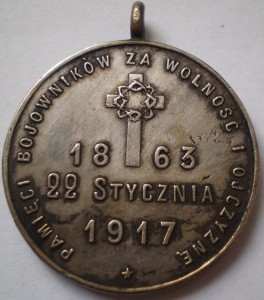 PAMIĘCI BOJOWNIKÓW ZA WOLNOŚĆ I OJCZYZNĘ
18 63
22 STYCZNIA
1917